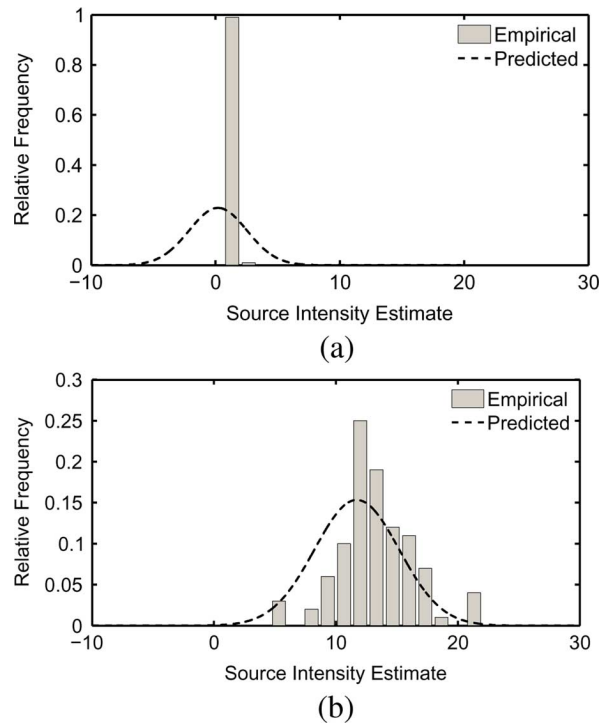 1
Empirical
Predicted
0.8
0.6
0.4
0.2
0
Relative Frequency
−10 0 10 20 30
Source Intensity Estimate
(a)
0.3
Empirical
Predicted
0.25
0.2
0.15
0.1
0.05
0
Relative Frequency
−10 0 10 20 30
Source Intensity Estimate
(b)